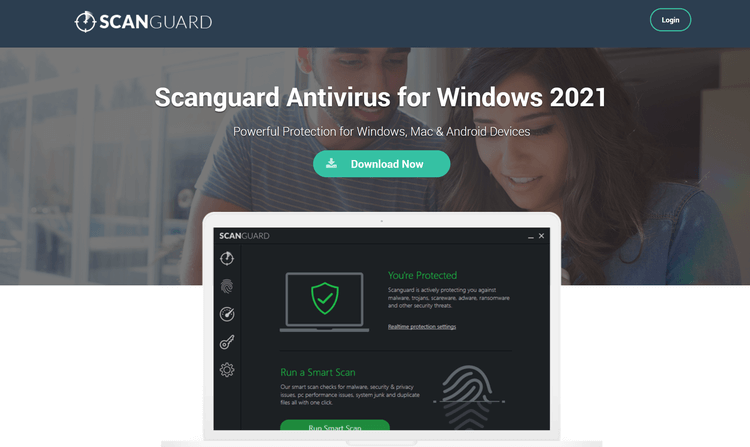 SCANGUARD
Login
Scanguard Antivirus for Windows 2021
Powerful Protection for Windows, Mac & Android Devices
Download Now
SCANGUARD
You're Protected
Scanguard is actively protecting you against
malware, trojans, scareware, adware, ransomware
and other security threats.
Realtime protection settings
Run a Smart Scan
Our smart scan checks for malware, security & privacy
issues, pc performance issues, system junk and duplicate
files all with one click.
Run Smart Scan